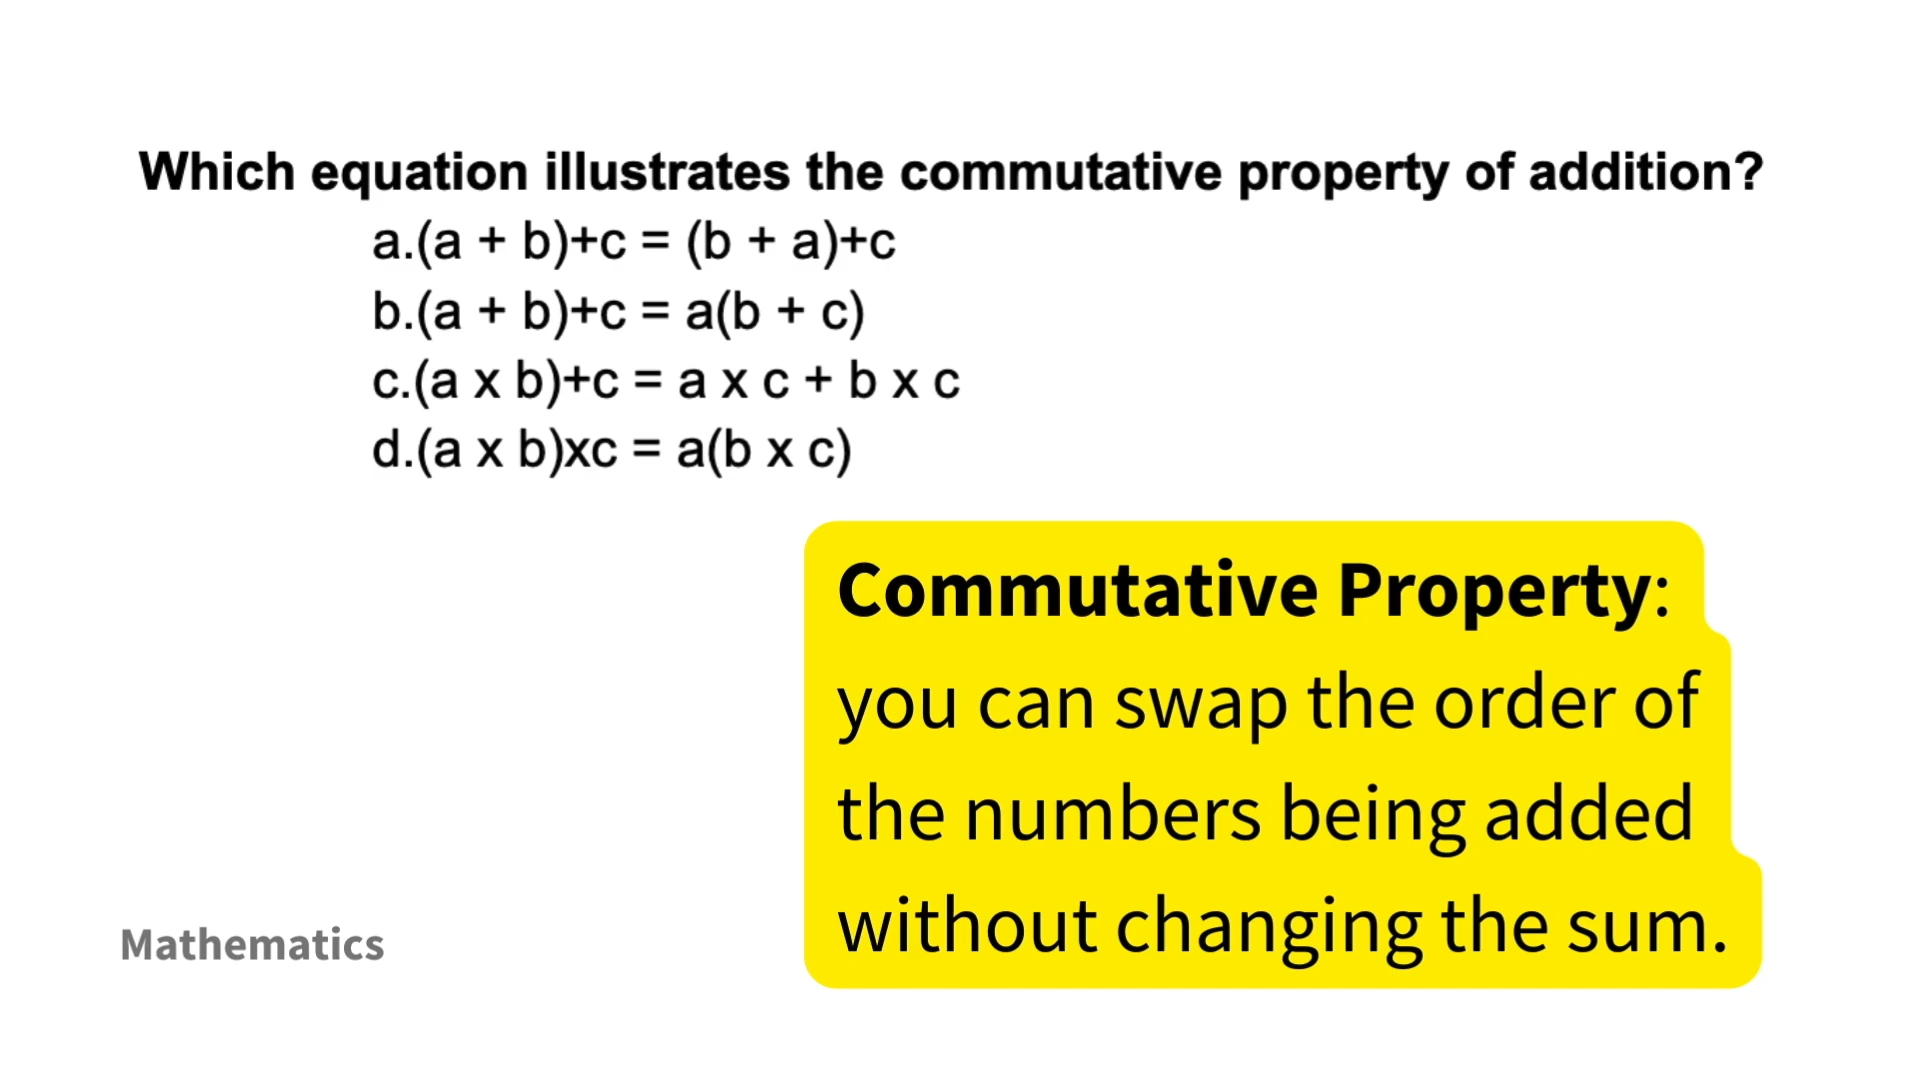 Which equation illustrates the commutative property of addition?
a.(a + b)+c = (b + a)+c
b.(a + b)+c = a(b + c)
c.(a x b)+c = a x c + b x c
d.(a x b)xc = a(b x c)
Commutative Property:
you can swap the order of
the numbers being added
without changing the sum.
Mathematics